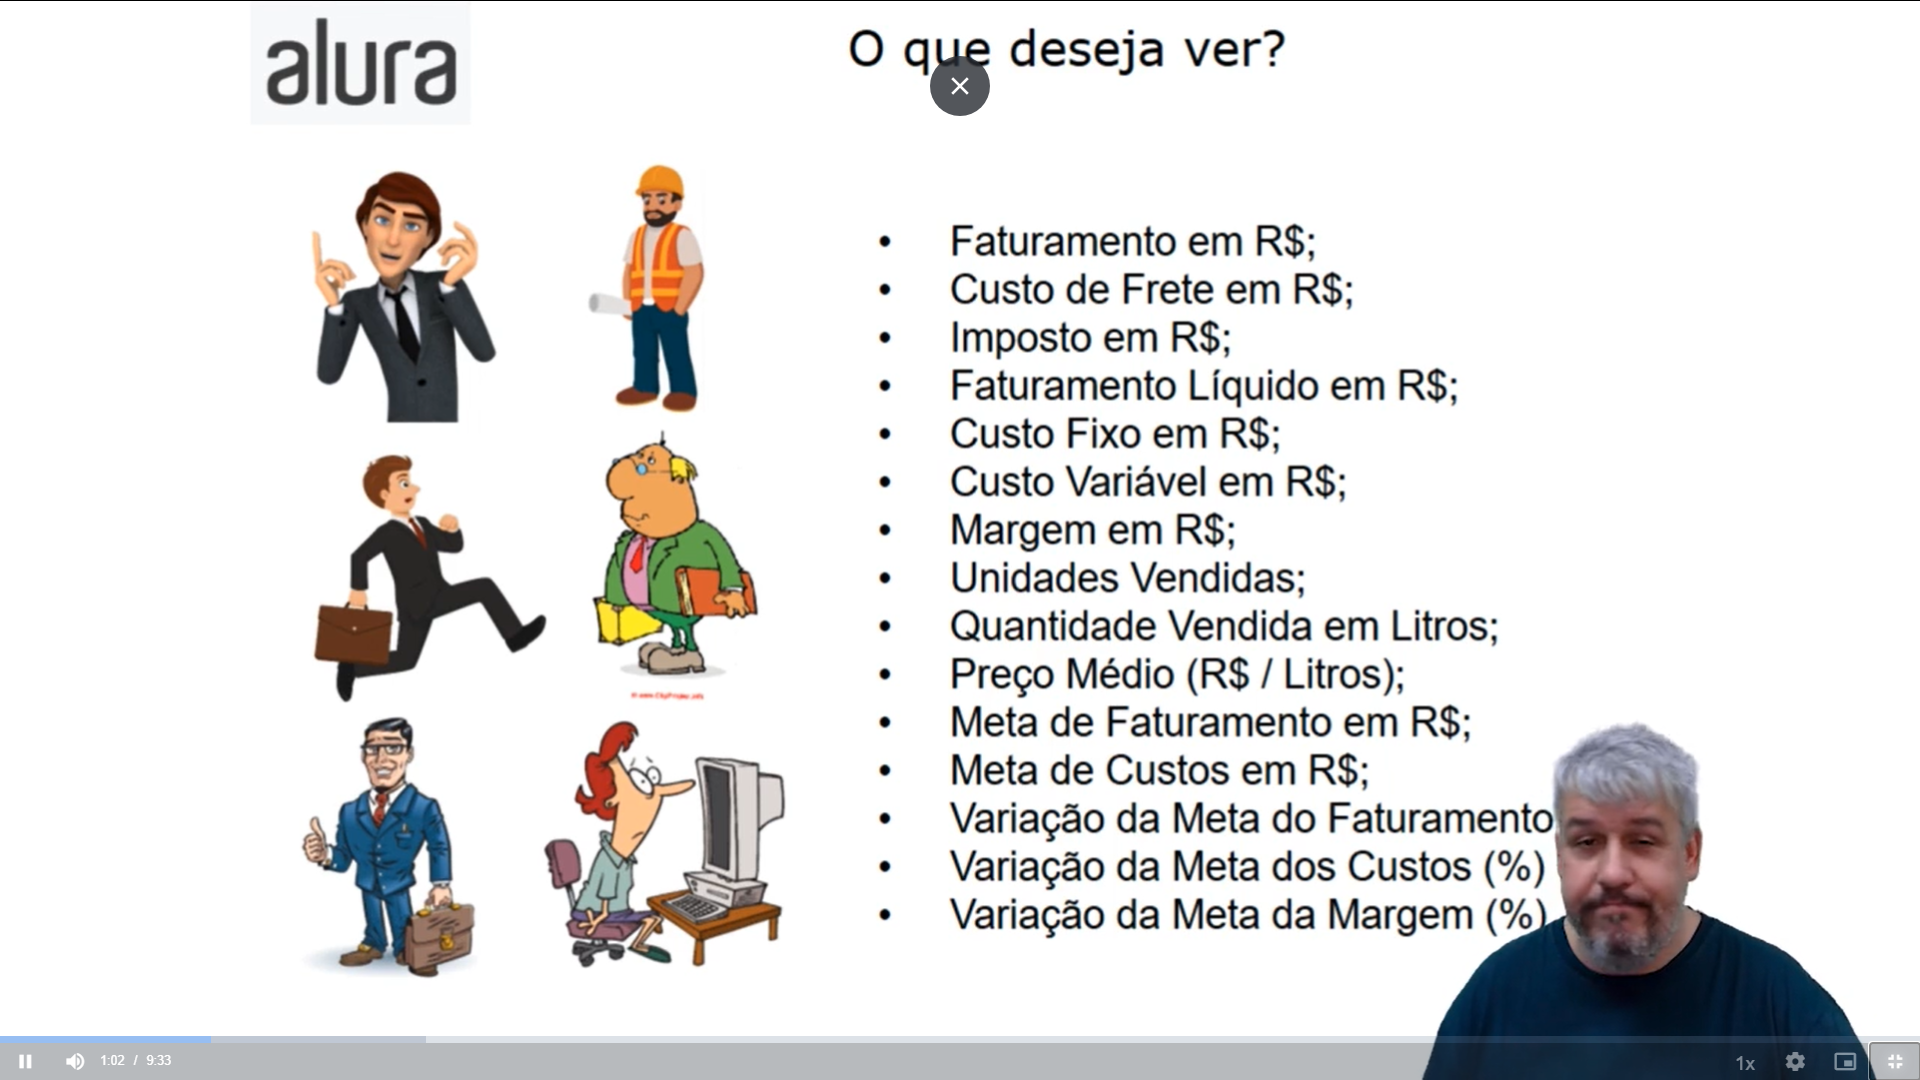 alura
O que deseja ver?
• Faturamento em R$;
• Custo de Frete em R$;
• Imposto em R$;
• Faturamento Líquido em R$;
• Custo Fixo em R$;
• Custo Variável em R$;
• Margem em R$;
• Unidades Vendidas;
• Quantidade Vendida em Litros;
• Preço Médio (R$ / Litros);
• Meta de Faturamento em R$;
• Meta de Custos em R$;
• Variação da Meta do Faturamento
• Variação da Meta dos Custos (%)
• Variação da Meta da Margem (%)
1:02 / 9:33
1x